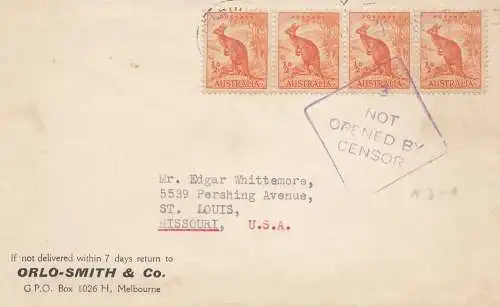 POSTAGE POSTAGE POSTAGE POSTAGE
½D ½D ½D ½D
AUSTRALIA AUSTRALIA AUSTRALIA AUSTRALIA
3
NOT
OPENED BY
CENSOR
Mr. Edgar Whittemore,
5539 Pershing Avenue,
ST. LOUIS,
MISSOURI, U.S.A.
If not delivered within 7 days return to
ORLO-SMITH & Co.
G P.O. Box 1026 H, Melbourne